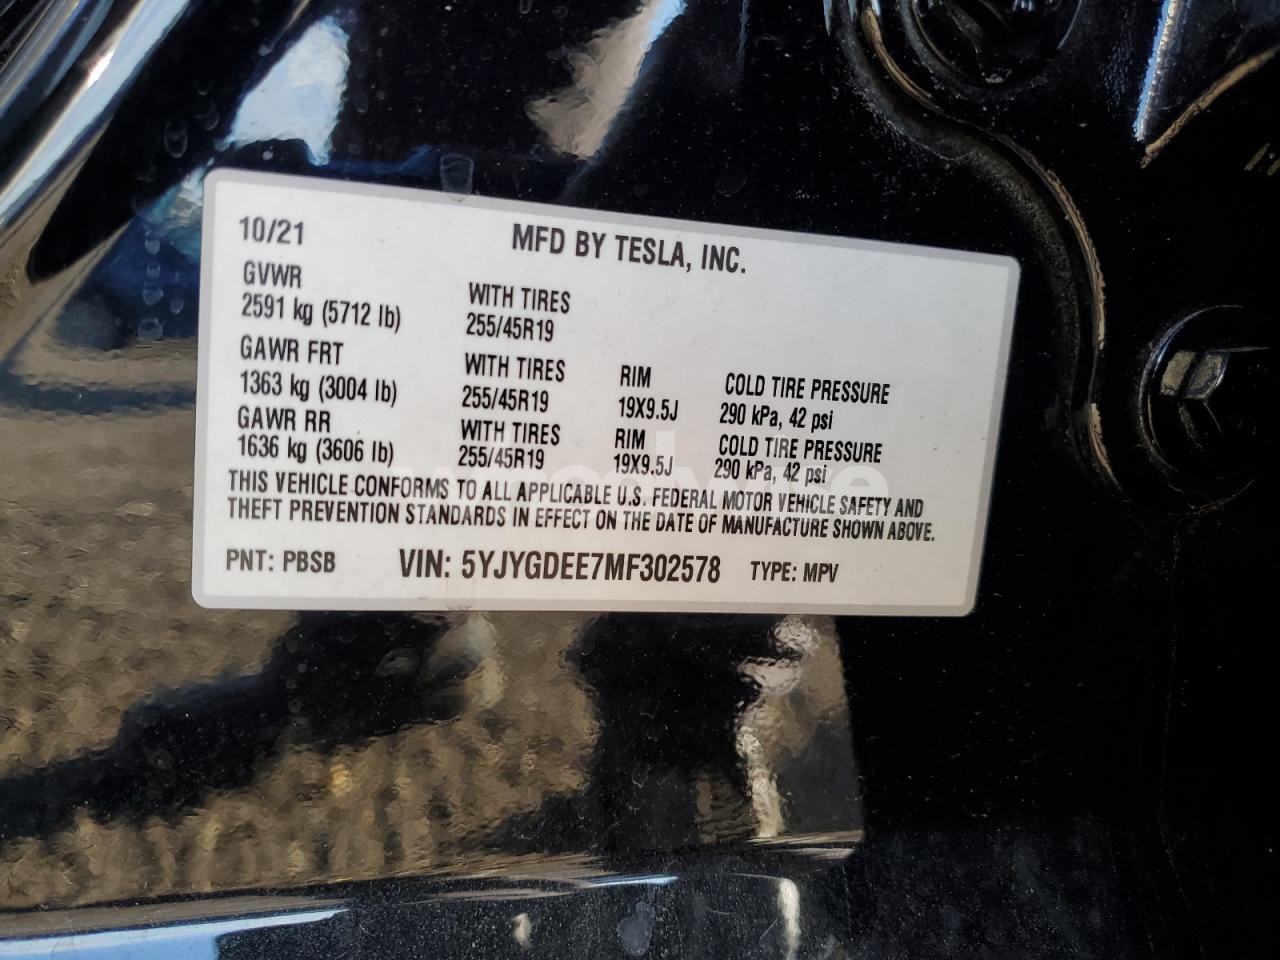 10/21 MFD BY TESLA, INC.
GVWR
2591 kg (5712 lb) WITH TIRES
255/45R19
GAWR FRT
1363 kg (3004 lb) WITH TIRES
255/45R19 RIM
19X9.5J COLD TIRE PRESSURE
290 kPa, 42 psi
GAWR RR
1636 kg (3606 lb) WITH TIRES
255/45R19 RIM
19X9.5J COLD TIRE PRESSURE
290 kPa, 42 psi
THIS VEHICLE CONFORMS TO ALL APPLICABLE U.S. FEDERAL MOTOR VEHICLE SAFETY AND
THEFT PREVENTION STANDARDS IN EFFECT ON THE DATE OF MANUFACTURE SHOWN ABOVE.
PNT: PBSB VIN: 5YJYGDEE7MF302578 TYPE: MPV